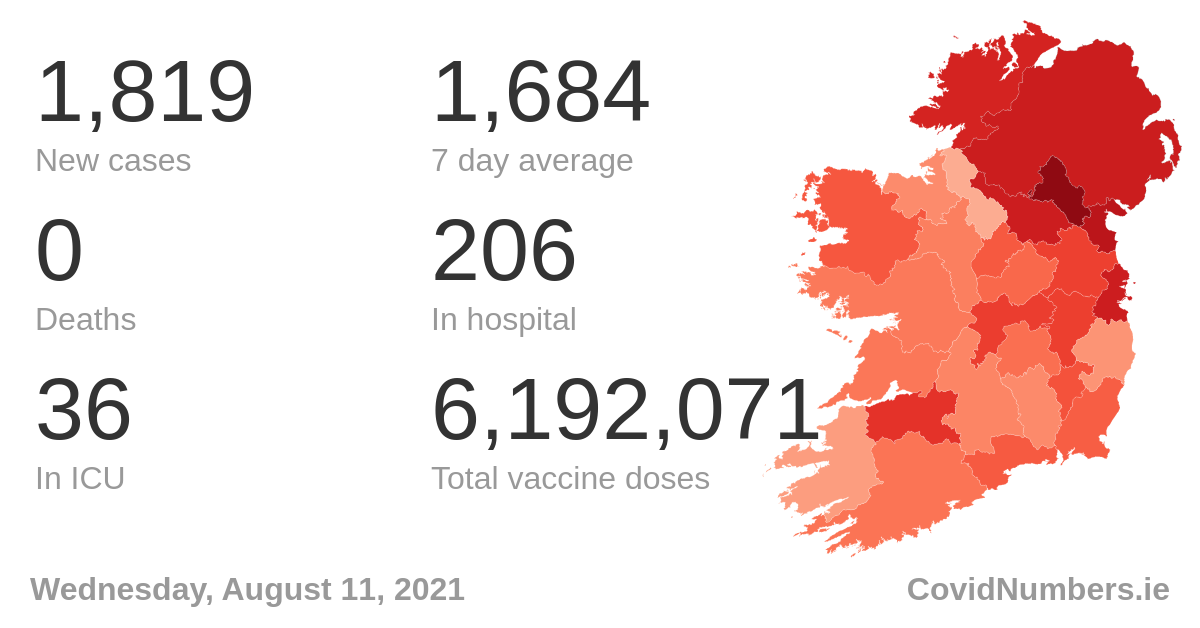 1,819
New cases
1,684
7 day average
0
Deaths
206
In hospital
36
In ICU
6,192,071
Total vaccine doses
Wednesday, August 11, 2021
CovidNumbers.ie